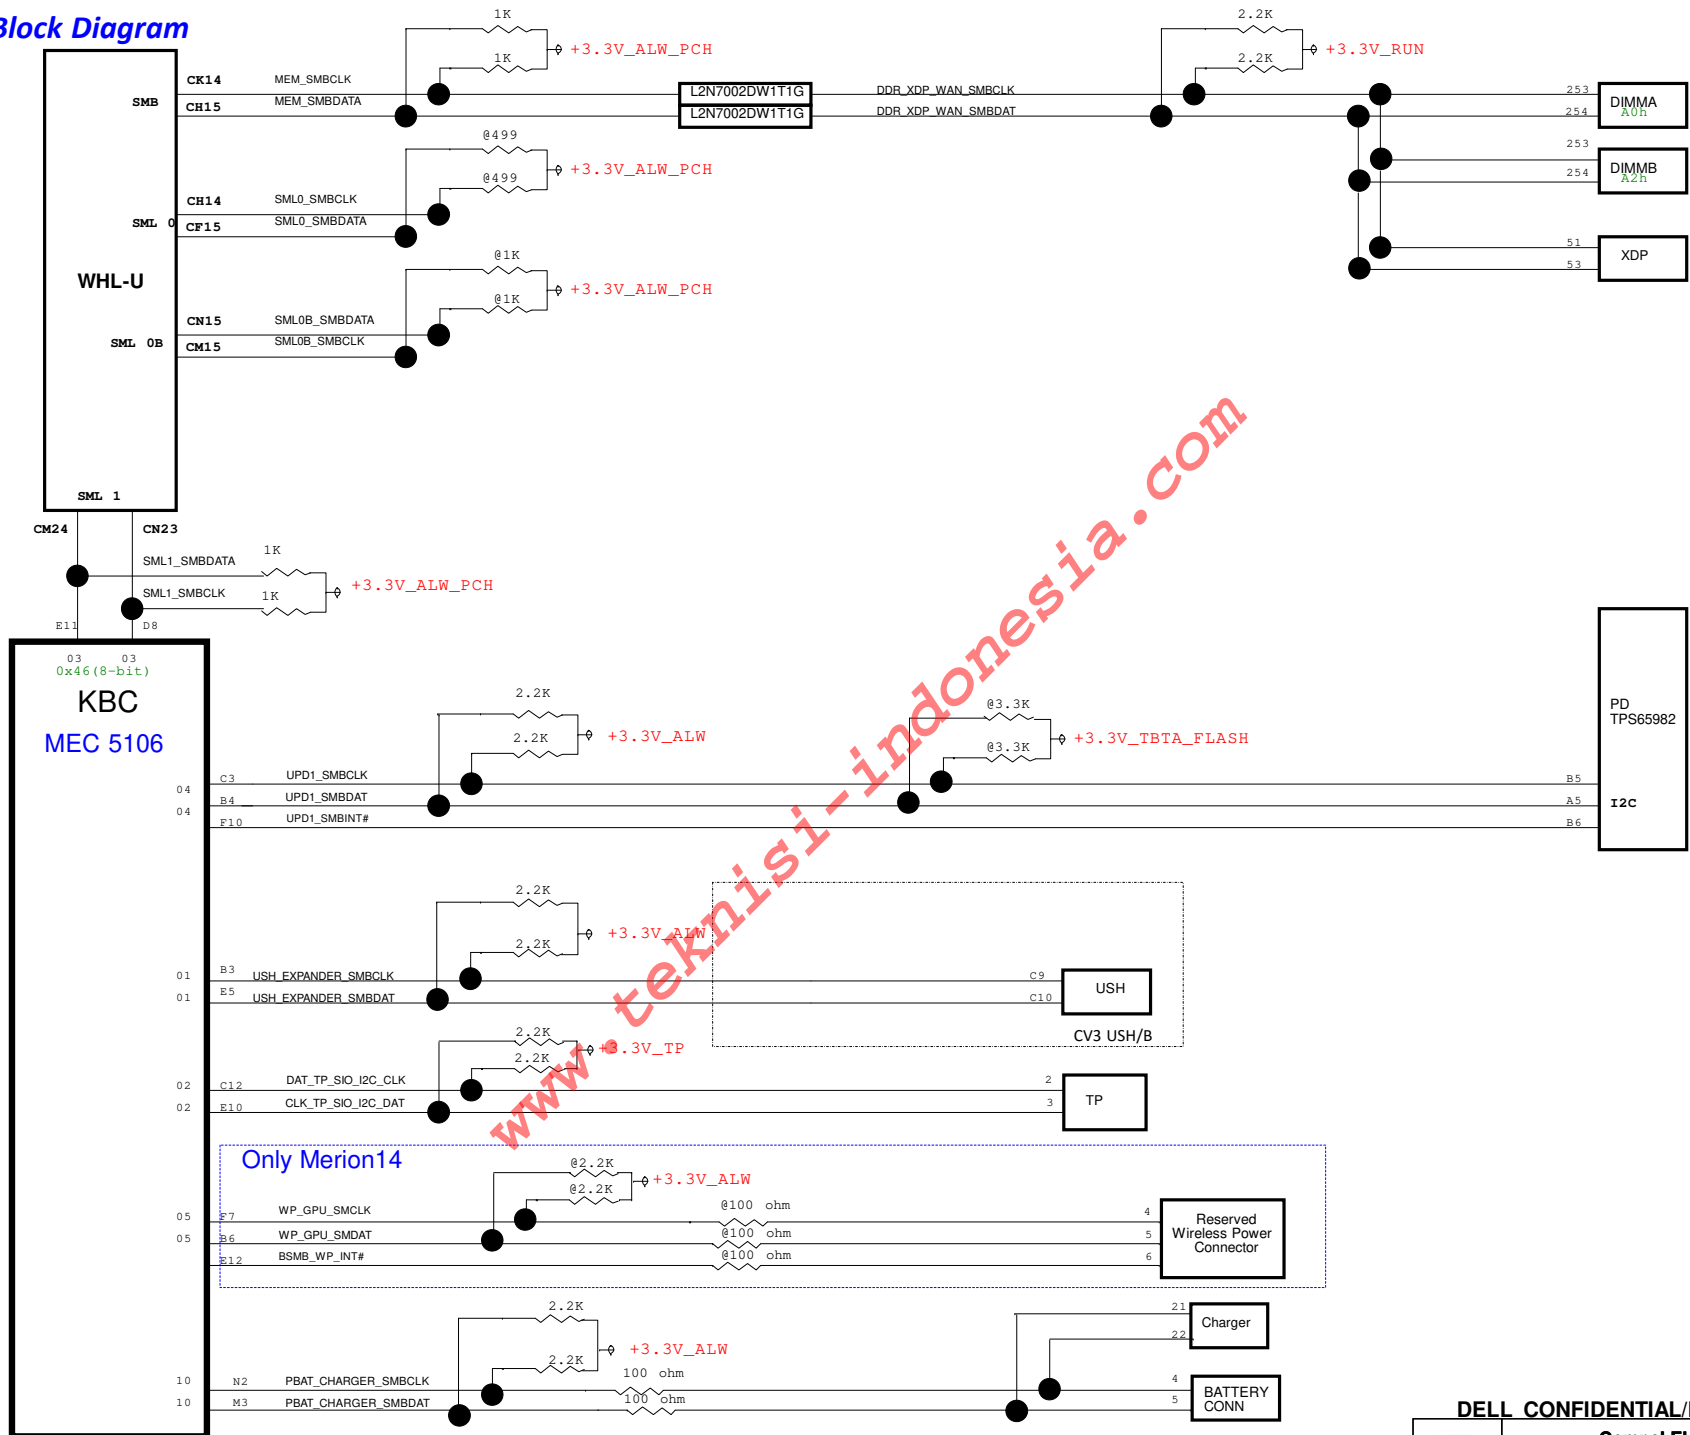 Block Diagram
1K
1K
+3.3V_ALW_PCH
2.2K
2.2K
+3.3V_RUN
SMB
CK14
MEM_SMBCLK
CH15
MEM_SMBDATA
L2N7002DW1T1G
L2N7002DW1T1G
DDR_XDP_WAN_SMBCLK
DDR_XDP_WAN_SMBDAT
253
254
DIMMA
A0h
253
254
DIMMB
A2h
51
53
XDP
@499
@499
+3.3V_ALW_PCH
SML 0
CH14
SML0_SMBCLK
CF15
SML0_SMBDATA
WHL-U
@1K
@1K
+3.3V_ALW_PCH
SML 0B
CN15
SML0B_SMBDATA
CM15
SML0B_SMBCLK
SML 1
CM24
CN23
SML1_SMBDATA
1K
SML1_SMBCLK
1K
+3.3V_ALW_PCH
E11
D8
03
03
0x46(8-bit)
KBC
MEC 5106
2.2K
2.2K
+3.3V_ALW
@3.3K
@3.3K
+3.3V_TBTA_FLASH
PD
TPS65982
I2C
04
C3
UPD1_SMBCLK
B5
04
B4
UPD1_SMBDAT
A5
F10
UPD1_SMBINT#
B6
2.2K
2.2K
+3.3V_ALW
01
B3
USH_EXPANDER_SMBCLK
C9
01
E5
USH_EXPANDER_SMBDAT
C10
USH
CV3 USH/B
2.2K
2.2K
+3.3V_TP
02
C12
DAT_TP_SIO_I2C_CLK
2
02
E10
CLK_TP_SIO_I2C_DAT
3
TP
Only Merion14
@2.2K
@2.2K
+3.3V_ALW
05
F7
WP_GPU_SMCLK
@100 ohm
4
05
B6
WP_GPU_SMDAT
@100 ohm
5
E12
BSMB_WP_INT#
@100 ohm
6
Reserved
Wireless Power
Connector
2.2K
2.2K
+3.3V_ALW
21
22
Charger
10
N2
PBAT_CHARGER_SMBCLK
100 ohm
4
10
M3
PBAT_CHARGER_SMBDAT
100 ohm
5
BATTERY
CONN
www.teknisi-indonesia.com
DELL CONFIDENTIAL/